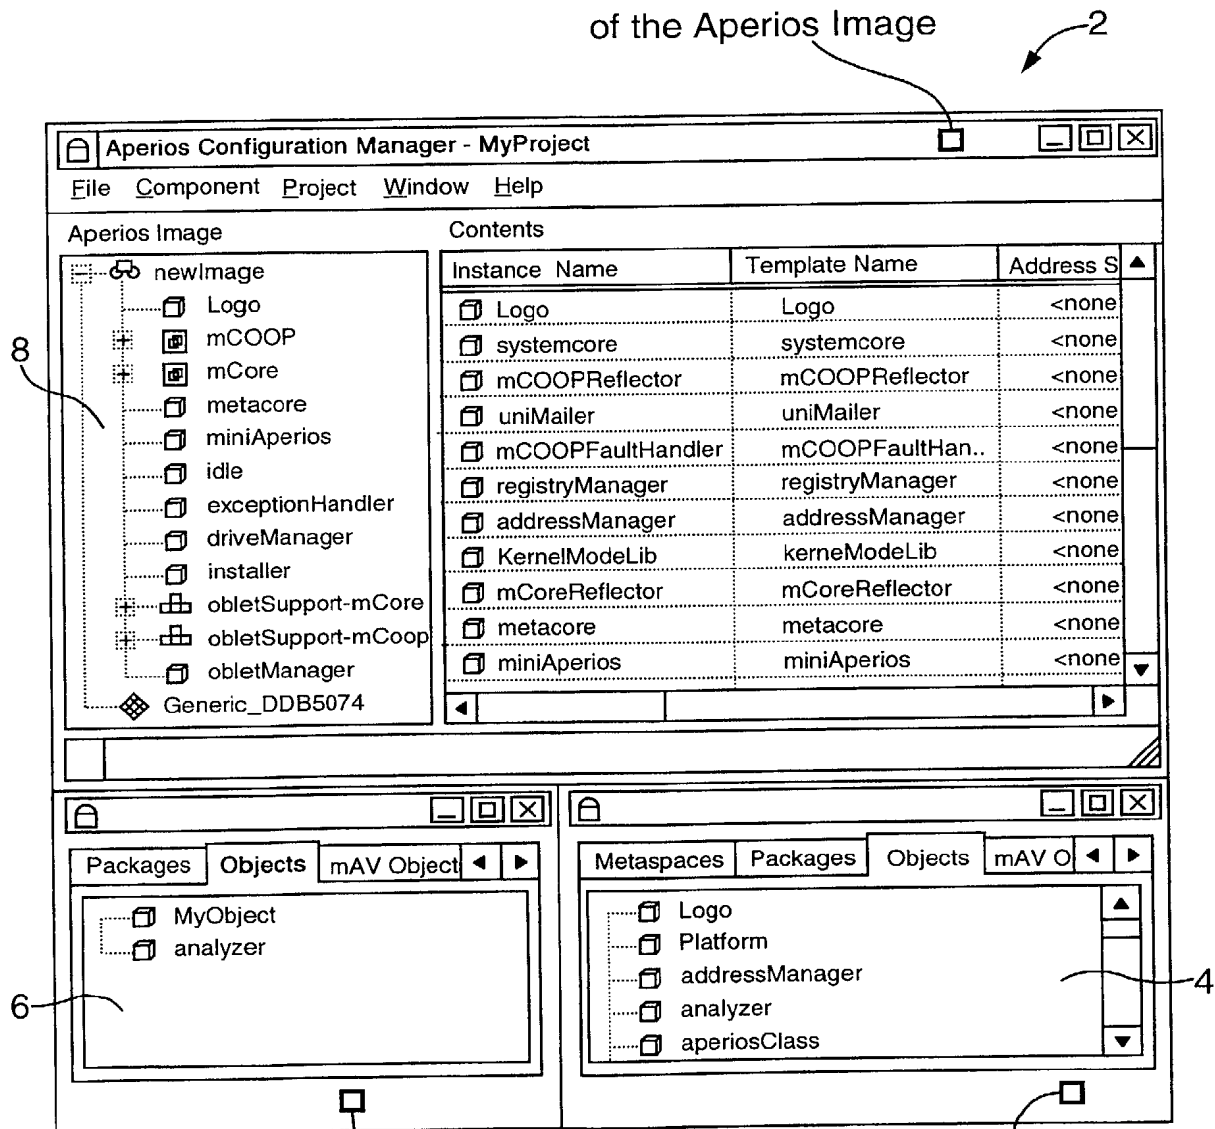 of the Aperios Image
2
Aperios Configuration Manager - MyProject
File Component Project Window Help
Aperios Image
newImage
Logo
mCOOP
mCore
metacore
miniAperios
idle
exceptionHandler
driveManager
installer
obletSupport-mCore
obletSupport-mCoop
obletManager
Generic_DDB5074
8
Contents
Instance Name Template Name Address S
Logo Logo <none
systemcore systemcore <none
mCOOPReflector mCOOPReflector <none
uniMailer uniMailer <none
mCOOPFaultHandler mCOOPFaultHan.. <none
registryManager registryManager <none
addressManager addressManager <none
KernelModeLib kerneModeLib <none
mCoreReflector mCoreReflector <none
metacore metacore <none
miniAperios miniAperios <none
Packages Objects mAV Object
MyObject
analyzer
6
Metaspaces Packages Objects mAV O
Logo
Platform
addressManager
analyzer
aperiosClass
4